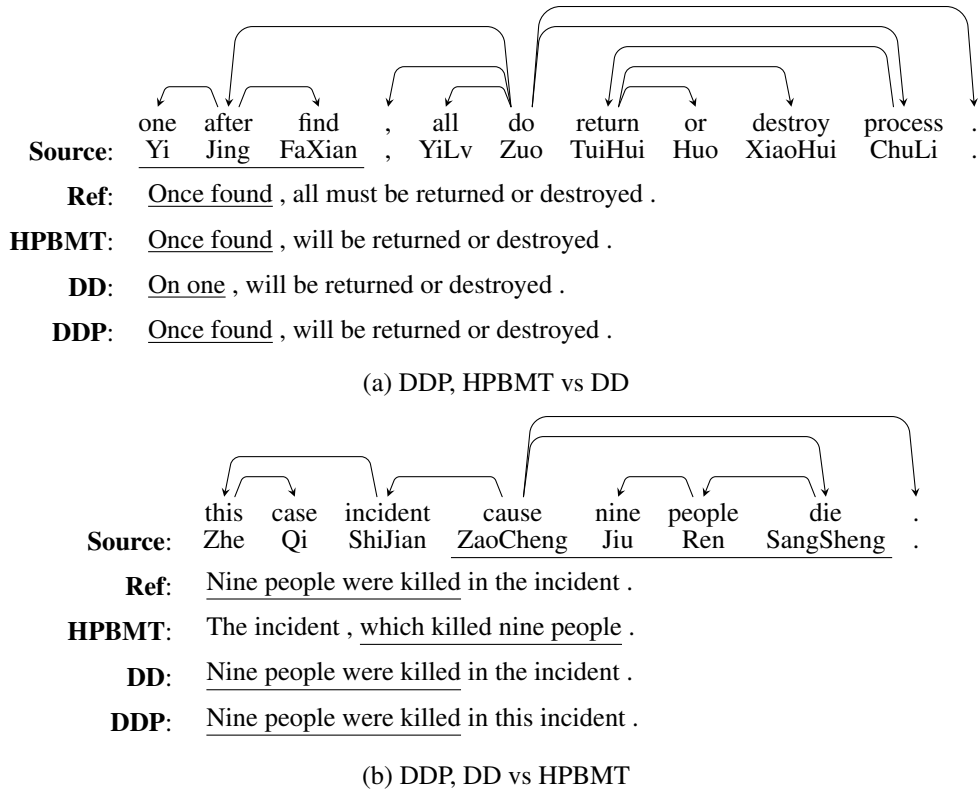 one after find , all do return or destroy process .
Source: Yi Jing FaXian , YiLv Zuo TuiHui Huo XiaoHui ChuLi .
Ref: Once found , all must be returned or destroyed .
HPBMT: Once found , will be returned or destroyed .
DD: On one , will be returned or destroyed .
DDP: Once found , will be returned or destroyed .
(a) DDP, HPBMT vs DD
this case incident cause nine people die .
Source: Zhe Qi ShiJian ZaoCheng Jiu Ren SangSheng .
Ref: Nine people were killed in the incident .
HPBMT: The incident , which killed nine people .
DD: Nine people were killed in the incident .
DDP: Nine people were killed in this incident .
(b) DDP, DD vs HPBMT